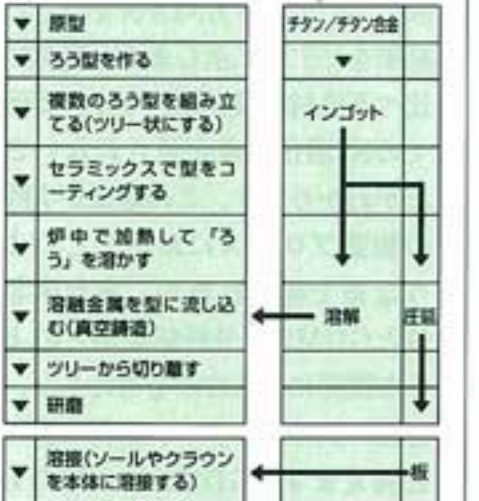 ▼ 原型
▼ ろう型を作る
▼ 複数のろう型を組み立
てる(ツリー状にする)
▼ セラミックスで型をコ
ーティングする
▼ 炉中で加熱して「ろ
う」を溶かす
▼ 溶融金属を型に流し込
む(真空鋳造)
▼ ツリーから切り離す
▼ 研磨
▼ 溶接(ソールやクラウン
を本体に溶接する)
チタン/チタン合金
▼
インゴット
溶解
圧延
板